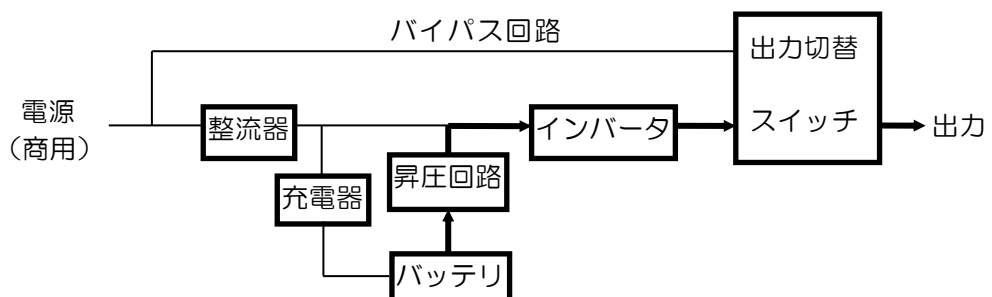 バイパス回路
出力切替
スイッチ
電源
（商用）
整流器
インバータ
出力
昇圧回路
充電器
バッテリ